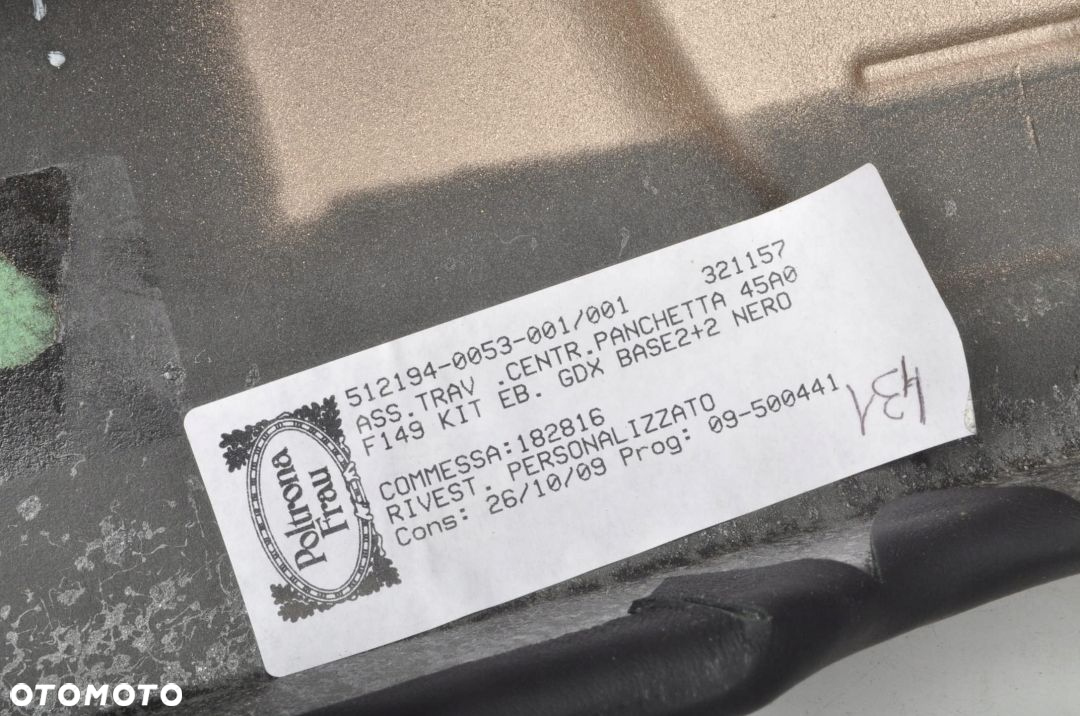 512194-0053-001/001 321157
ASS.TRAV .CENTR.PANCHETTA 45A0
F149 KIT EB. GDX BASE2+2 NERO
COMMESSA:182816
RIVEST. PERSONALIZZATO
Cons: 26/10/09 Prog: 09-500441
Poltrona
Frau
431
OTOMOTO